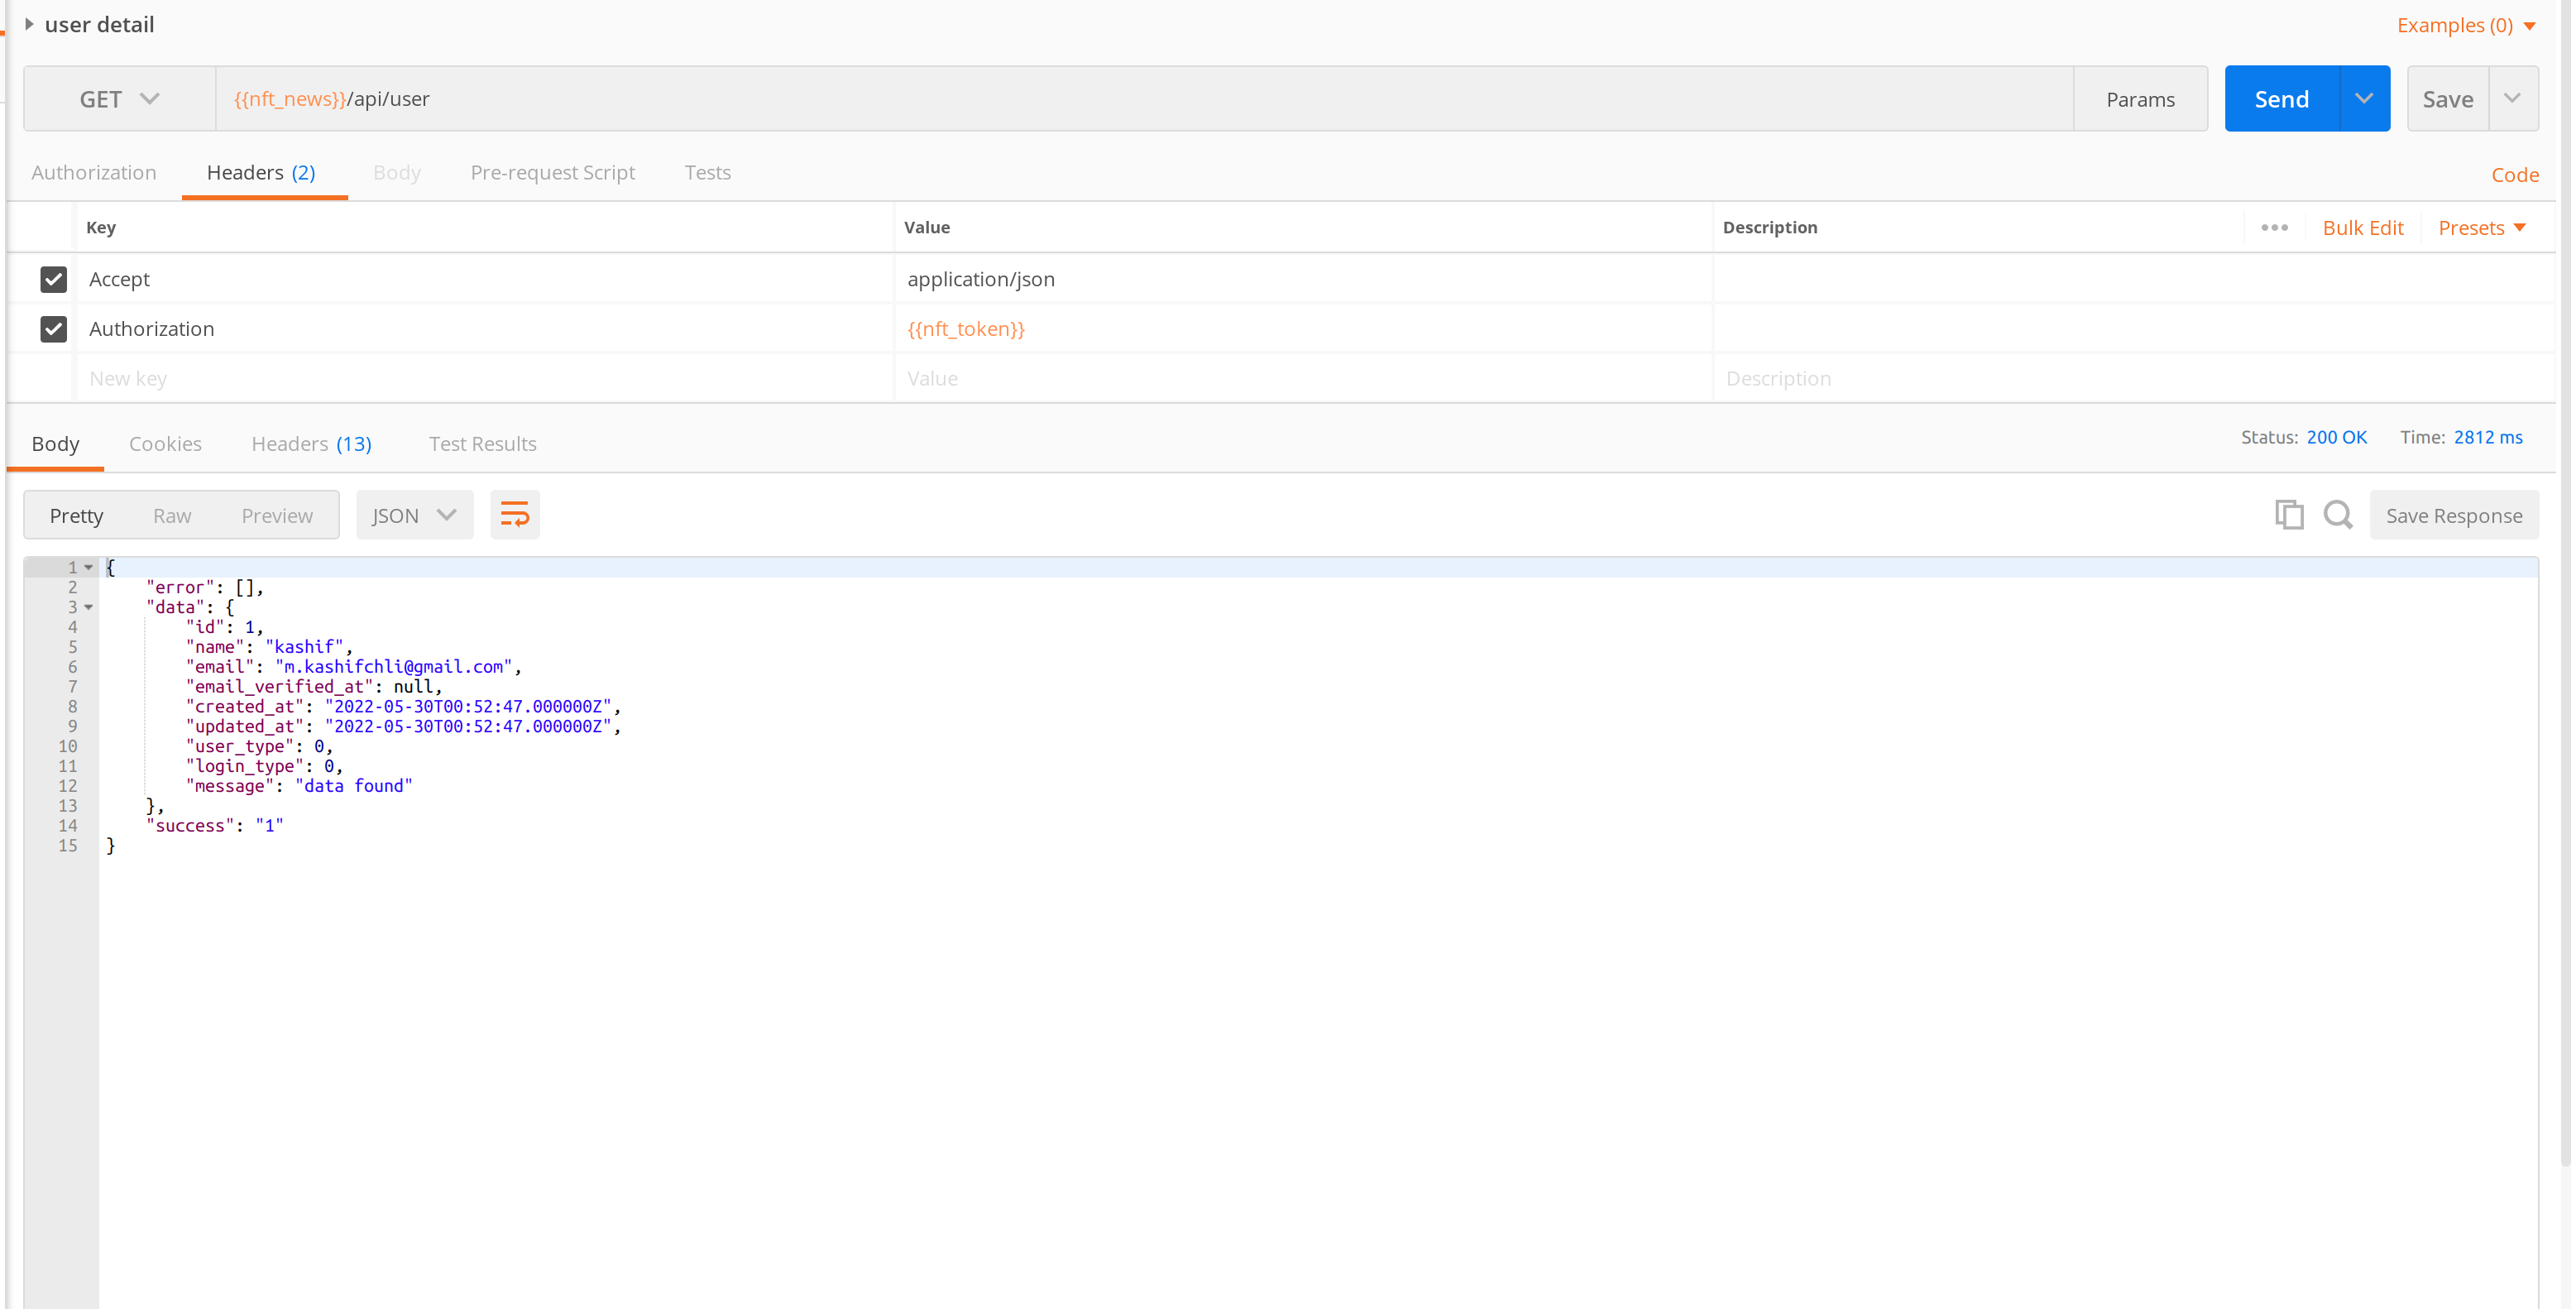 user detail Examples (0)
GET {{nft_news}}/api/user Params Send Save
Authorization Headers (2) Body Pre-request Script Tests Code
Key Value Description ••• Bulk Edit Presets
Accept application/json
Authorization {{nft_token}}
New key Value Description
Body Cookies Headers (13) Test Results Status: 200 OK Time: 2812 ms
Pretty Raw Preview JSON Save Response
1 {
2 "error": [],
3 "data": {
4 "id": 1,
5 "name": "kashif",
6 "email": "m.kashifchli@gmail.com",
7 "email_verified_at": null,
8 "created_at": "2022-05-30T00:52:47.000000Z",
9 "updated_at": "2022-05-30T00:52:47.000000Z",
10 "user_type": 0,
11 "login_type": 0,
12 "message": "data found"
13 },
14 "success": "1"
15 }